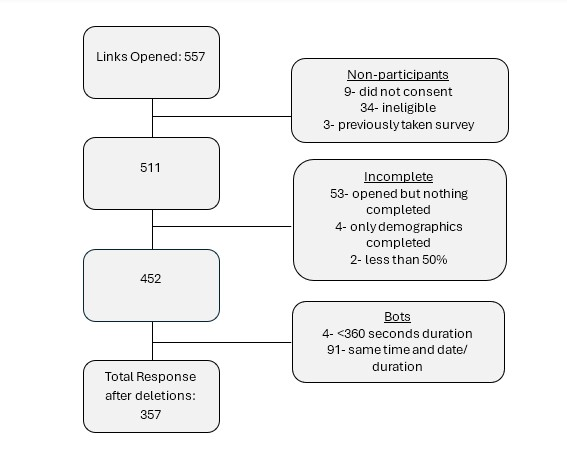 Links Opened: 557
Non-participants
9- did not consent
34- ineligible
3- previously taken survey
511
Incomplete
53- opened but nothing
completed
4- only demographics
completed
2- less than 50%
452
Bots
4- <360 seconds duration
91- same time and date/
duration
Total Response
after deletions:
357